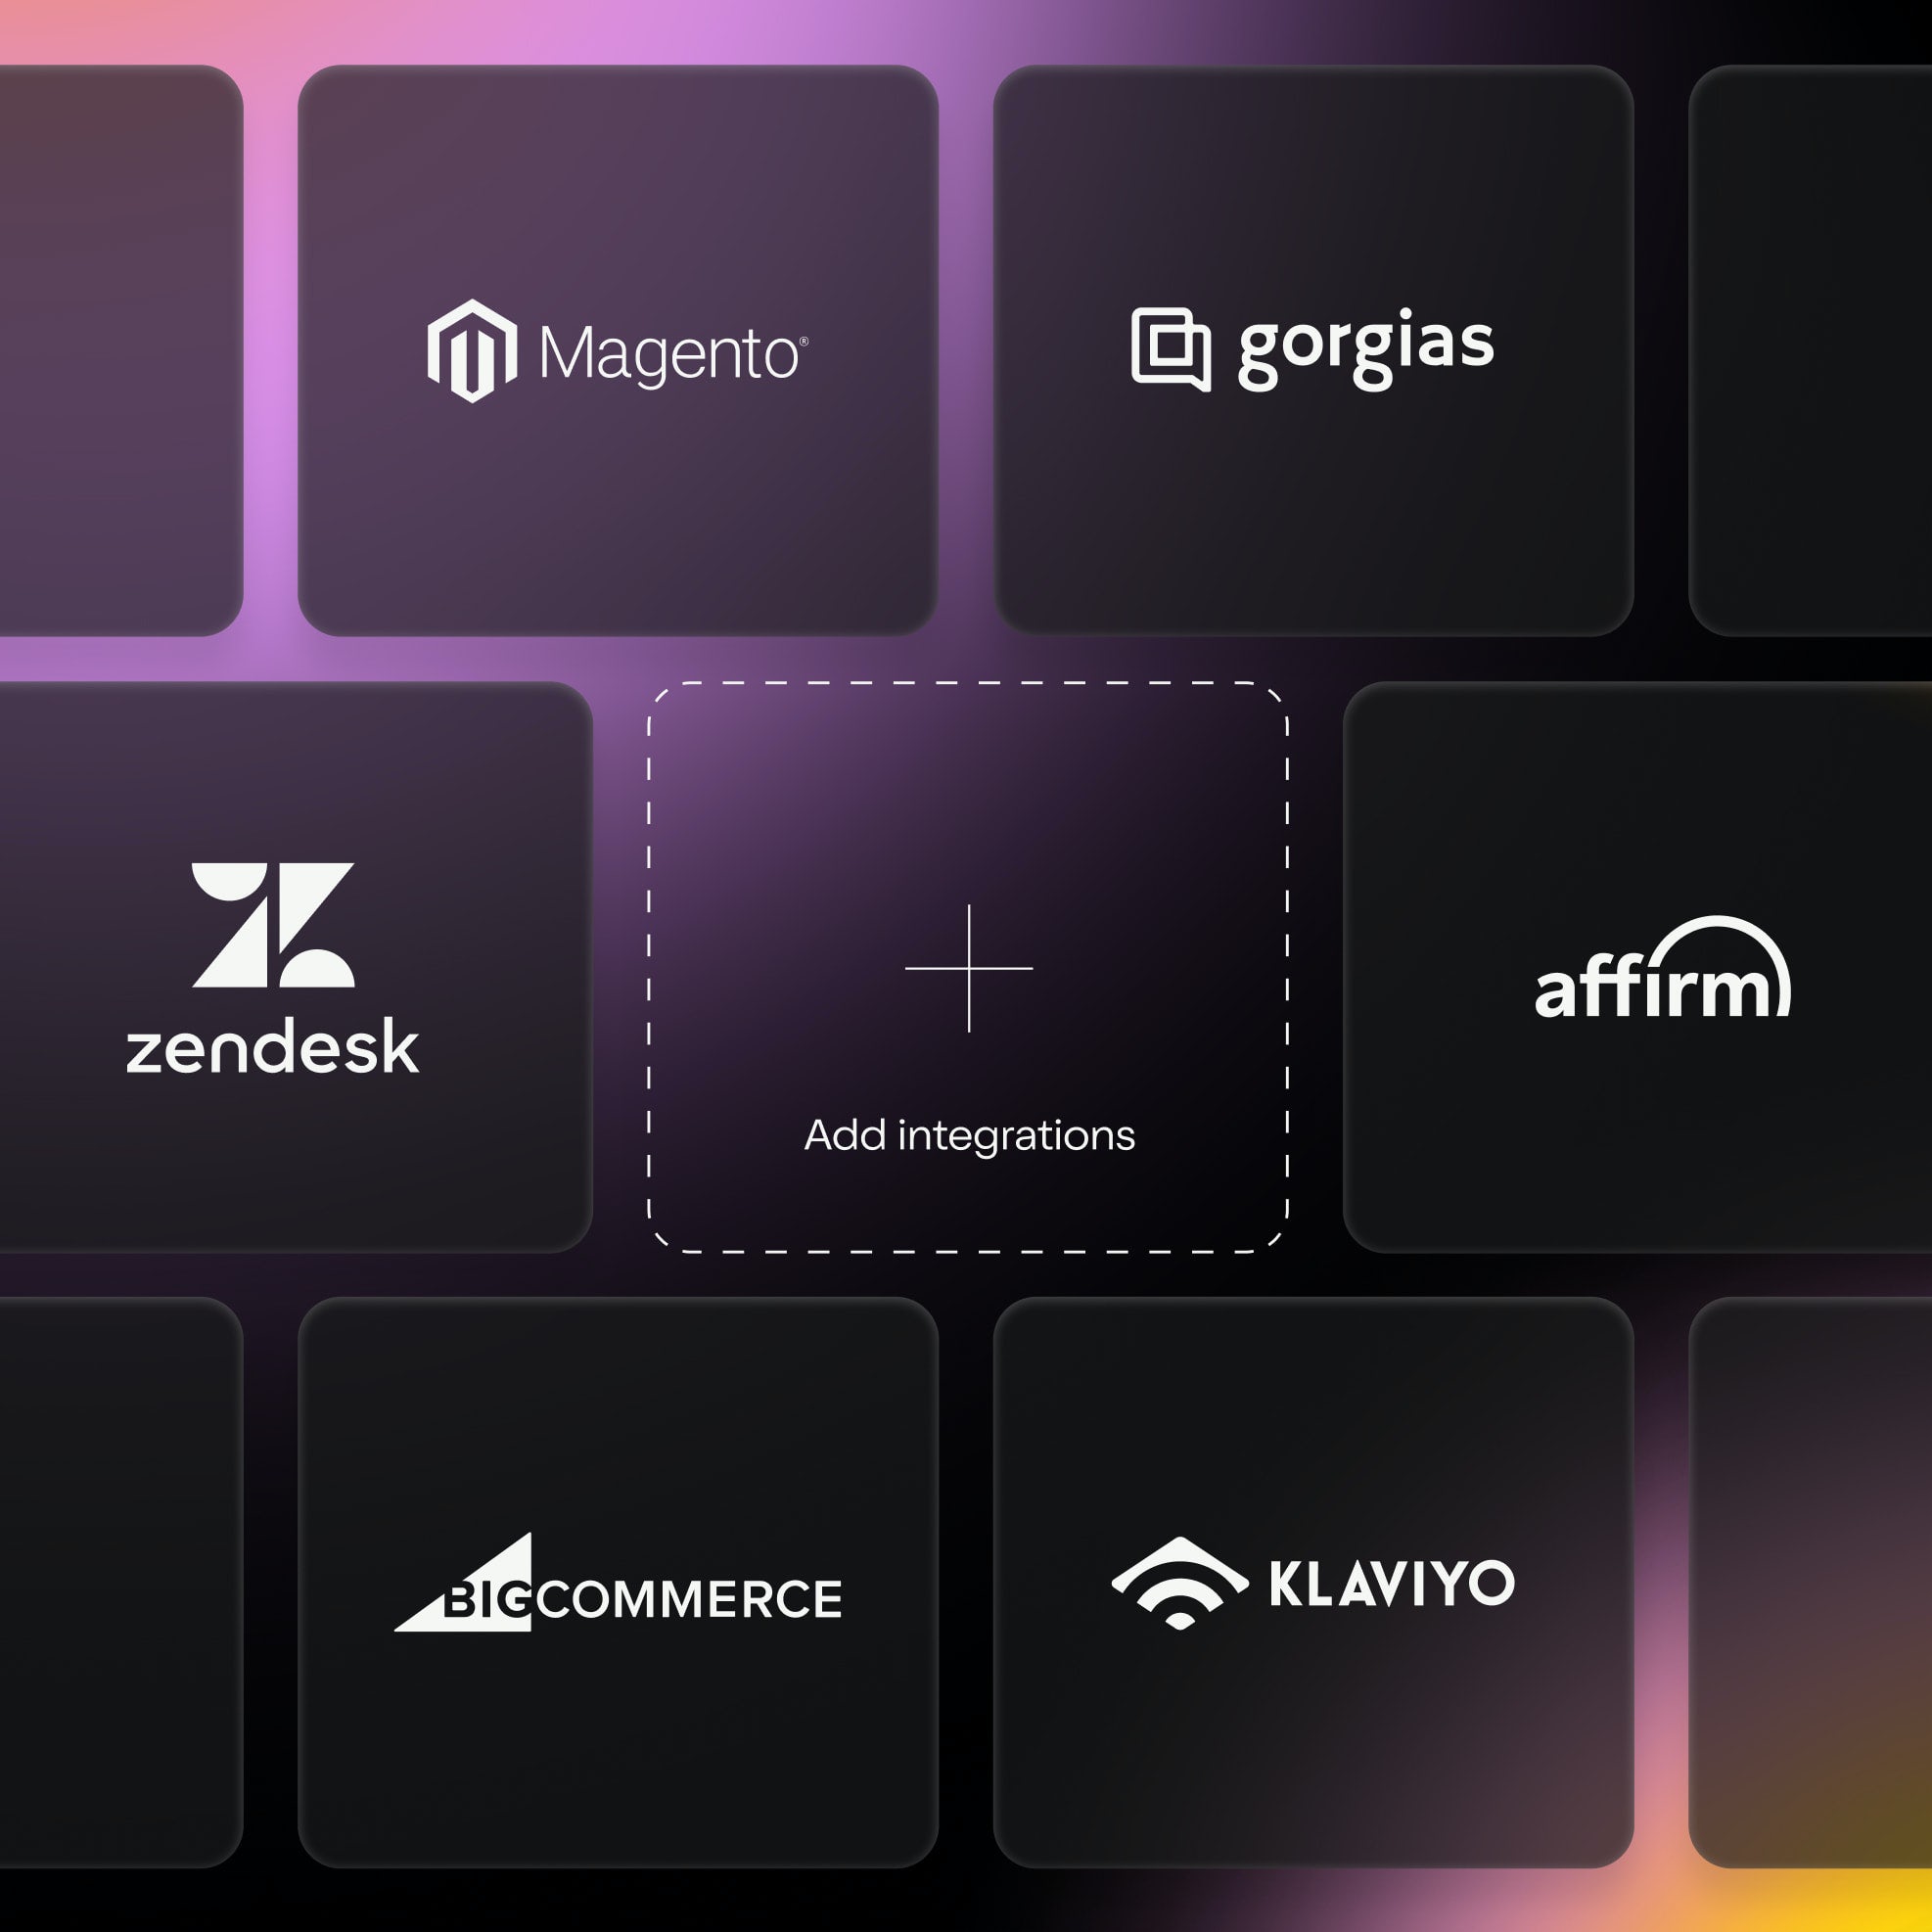 Magento®
gorgias
zendesk
Add integrations
affirm
BIGCOMMERCE
KLAVIYO